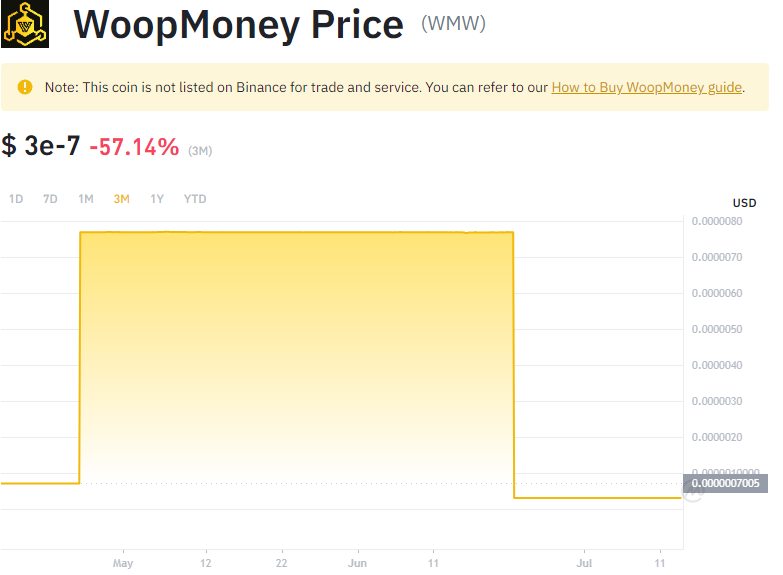 WoopMoney Price (WMW)
Note: This coin is not listed on Binance for trade and service. You can refer to our How to Buy WoopMoney guide.
$ 3e-7 -57.14% (3M)
1D 7D 1M 3M 1Y YTD
USD
0.0000080
0.0000070
0.0000060
0.0000050
0.0000040
0.0000030
0.0000020
0.0000010000
0.0000007005
May 12 22 Jun 11 Jul 11